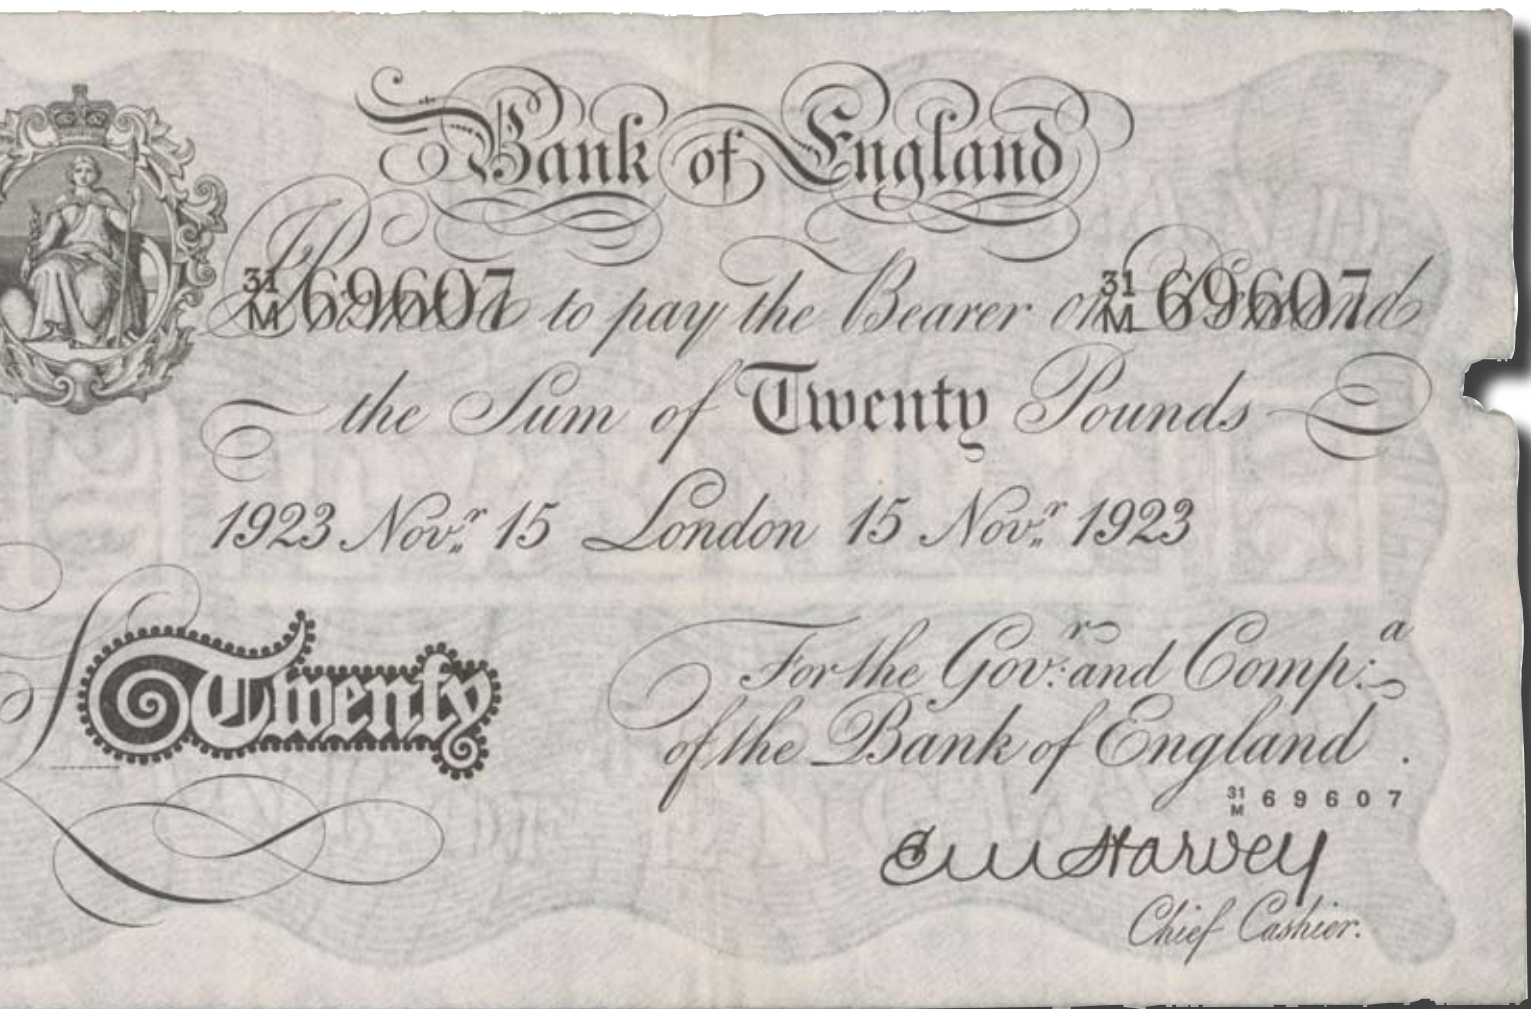 Bank of England
31 M 69607 31 M 69607
I Promise to pay the Bearer on Demand
the Sum of Twenty Pounds
1923 Nov.r 15 London 15 Nov.r 1923
Twenty
For the Gov:r and Comp:a
of the Bank of England.
31 M 69607
E M Harvey
Chief Cashier.